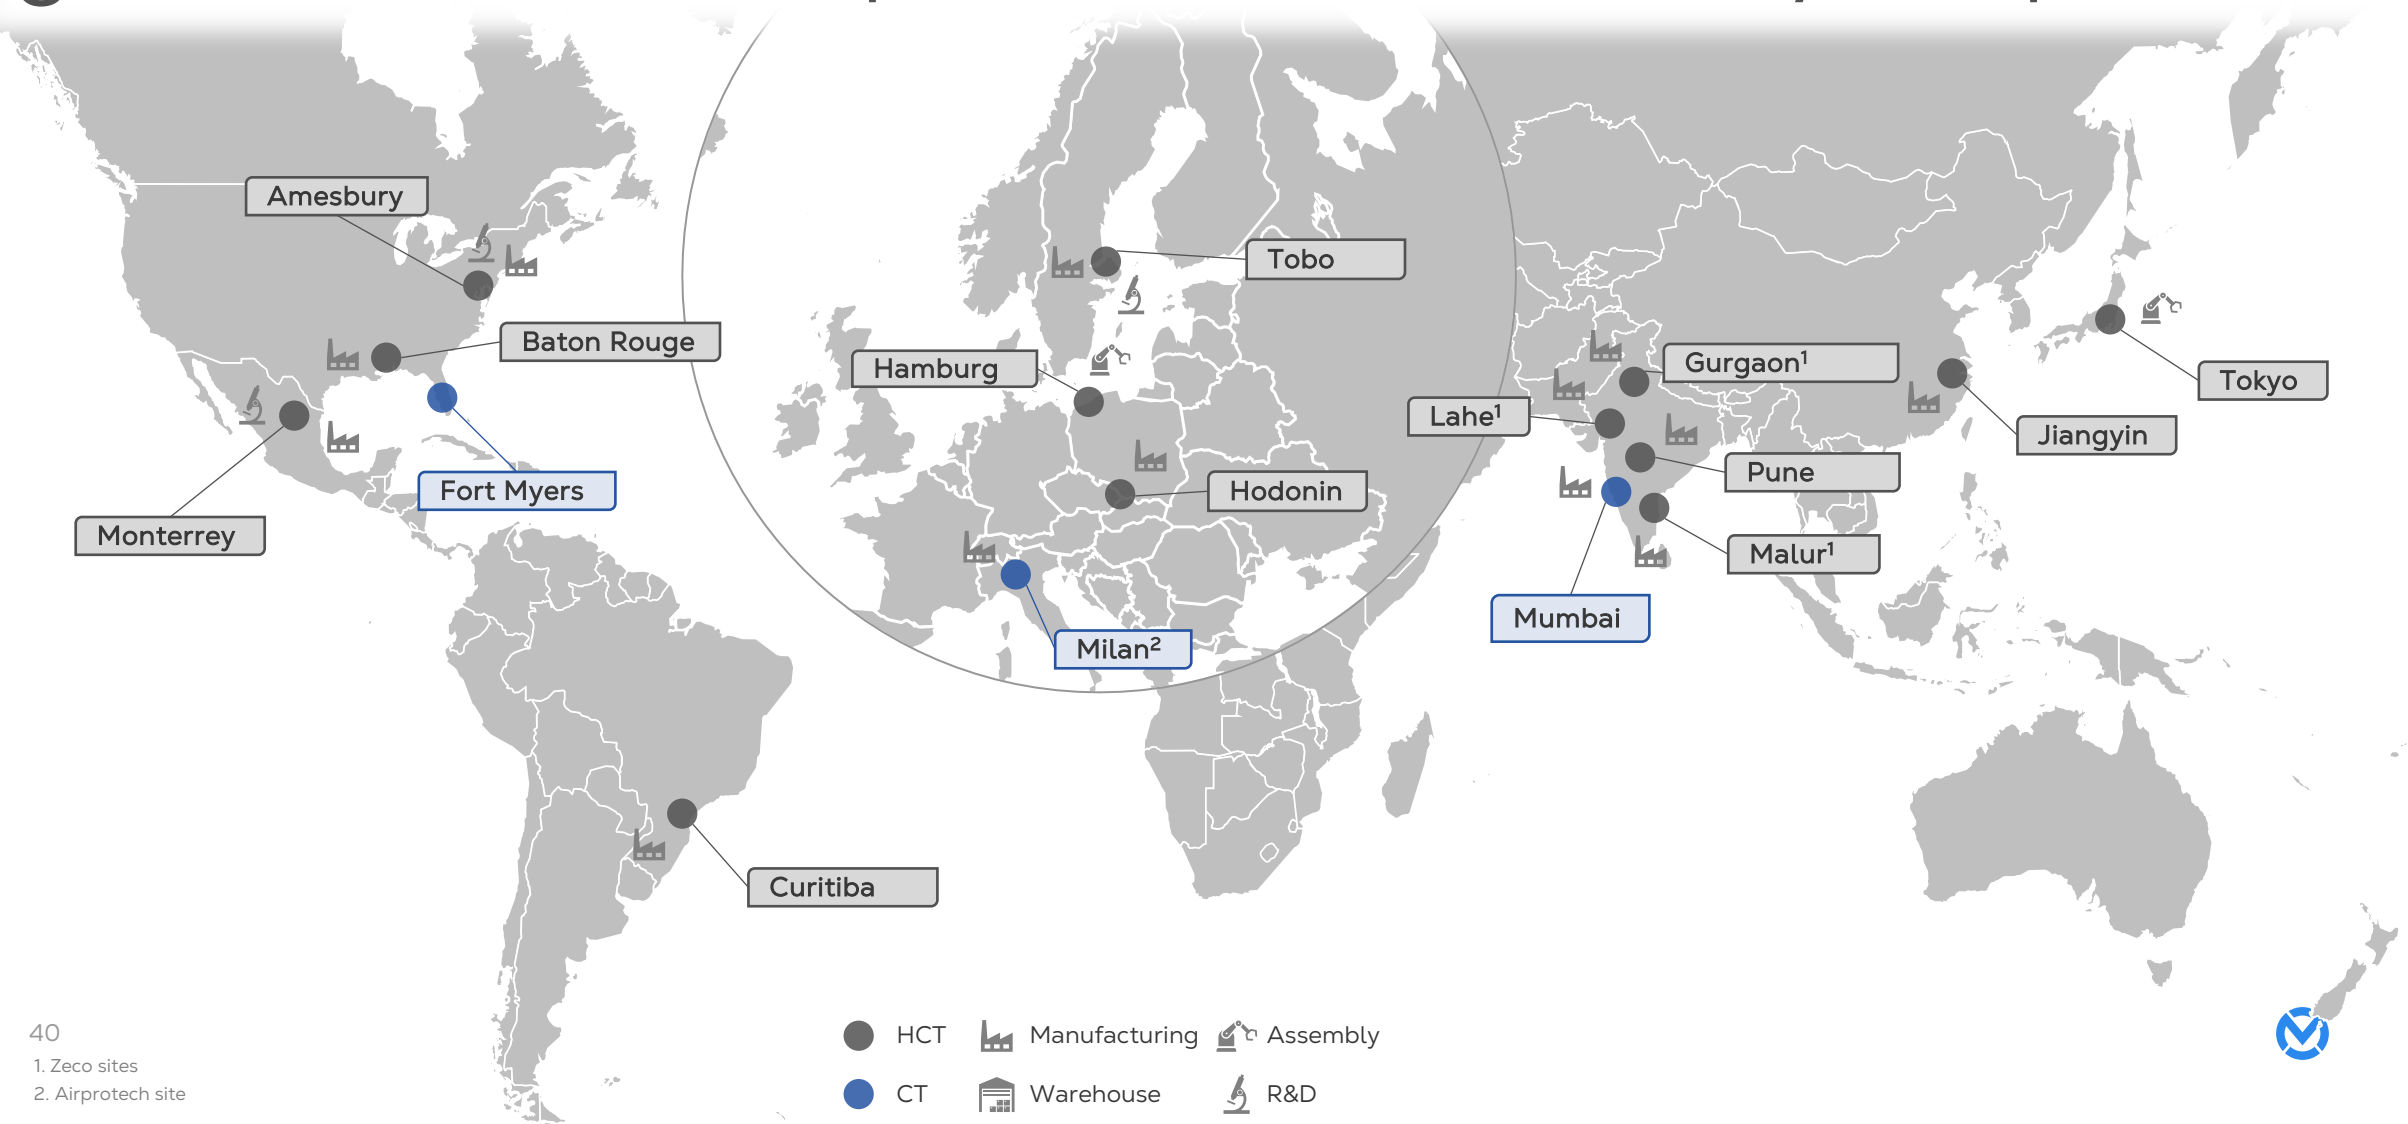 Amesbury
Tobo
Baton Rouge
Hamburg
Gurgaon¹
Tokyo
Lahe¹
Jiangyin
Pune
Fort Myers
Hodonin
Monterrey
Malur¹
Mumbai
Milan²
Curitiba
HCT Manufacturing Assembly
CT Warehouse R&D
40
1. Zeco sites
2. Airprotech site